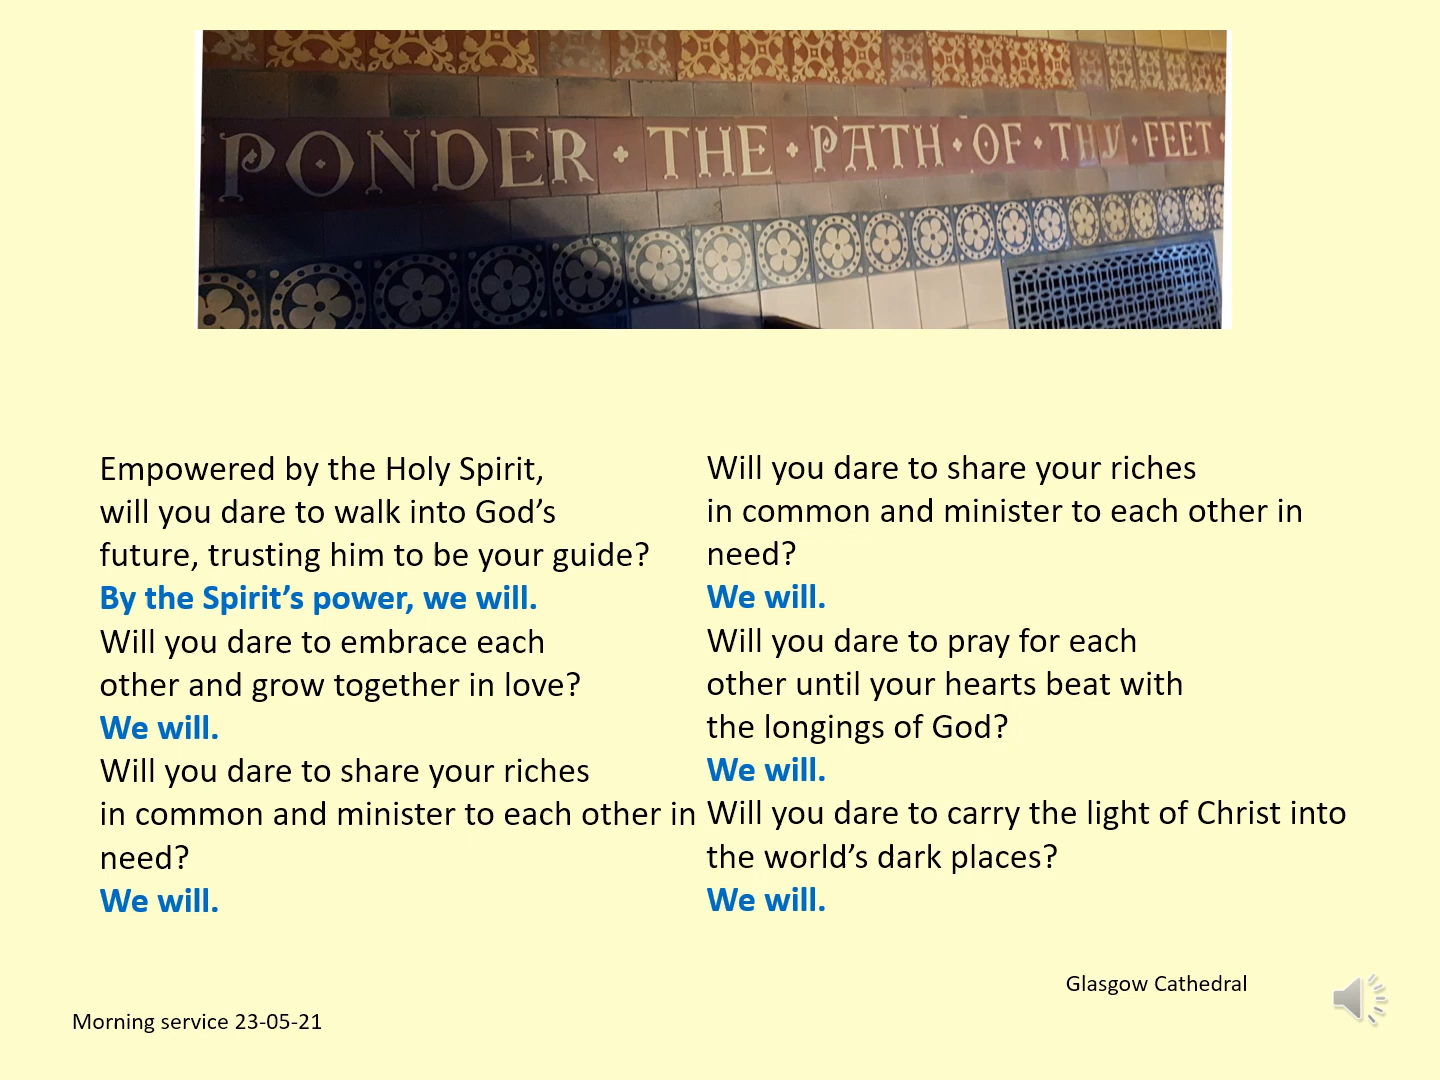 PONDER · THE · PATH · OF · THY · FEET ·
Empowered by the Holy Spirit,
will you dare to walk into God’s
future, trusting him to be your guide?
By the Spirit’s power, we will.
Will you dare to embrace each
other and grow together in love?
We will.
Will you dare to share your riches
in common and minister to each other in
need?
We will.
Will you dare to share your riches
in common and minister to each other in
need?
We will.
Will you dare to pray for each
other until your hearts beat with
the longings of God?
We will.
Will you dare to carry the light of Christ into
the world’s dark places?
We will.
Glasgow Cathedral
Morning service 23-05-21